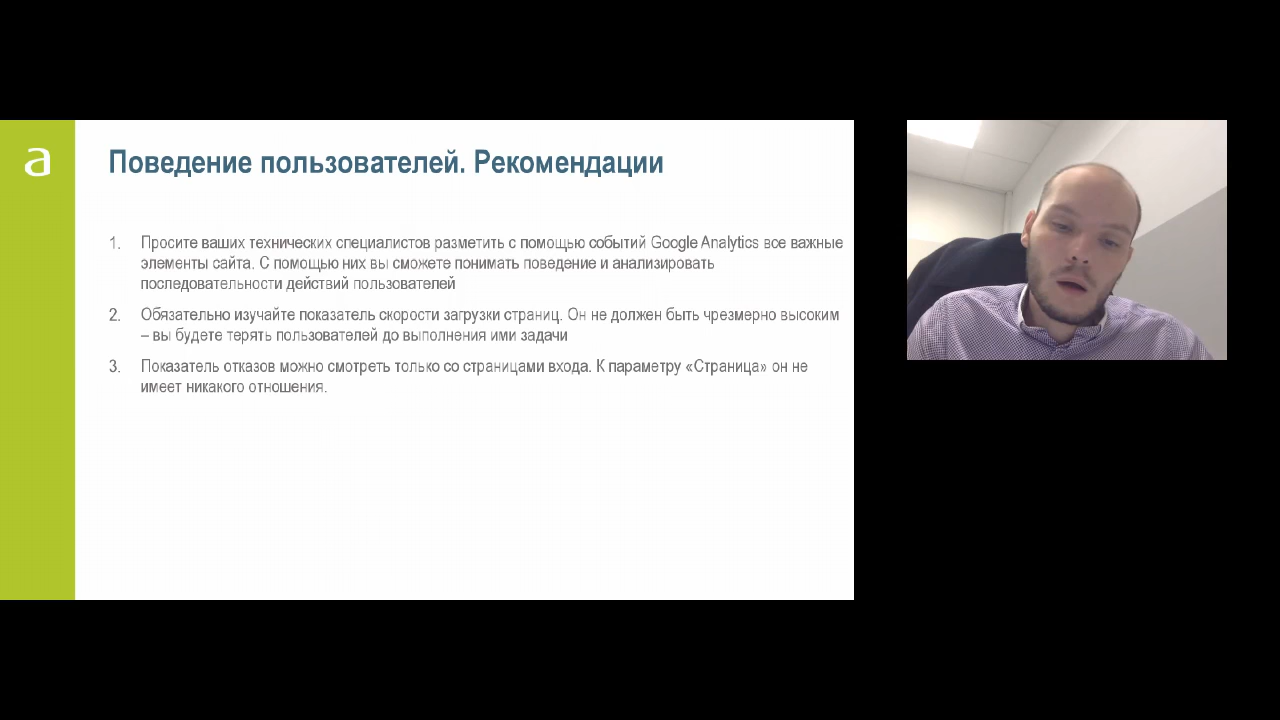 a
Поведение пользователей. Рекомендации
1. Просите ваших технических специалистов разметить с помощью событий Google Analytics все важные
элементы сайта. С помощью них вы сможете понимать поведение и анализировать
последовательности действий пользователей
2. Обязательно изучайте показатель скорости загрузки страниц. Он не должен быть чрезмерно высоким
– вы будете терять пользователей до выполнения ими задачи
3. Показатель отказов можно смотреть только со страницами входа. К параметру «Страница» он не
имеет никакого отношения.